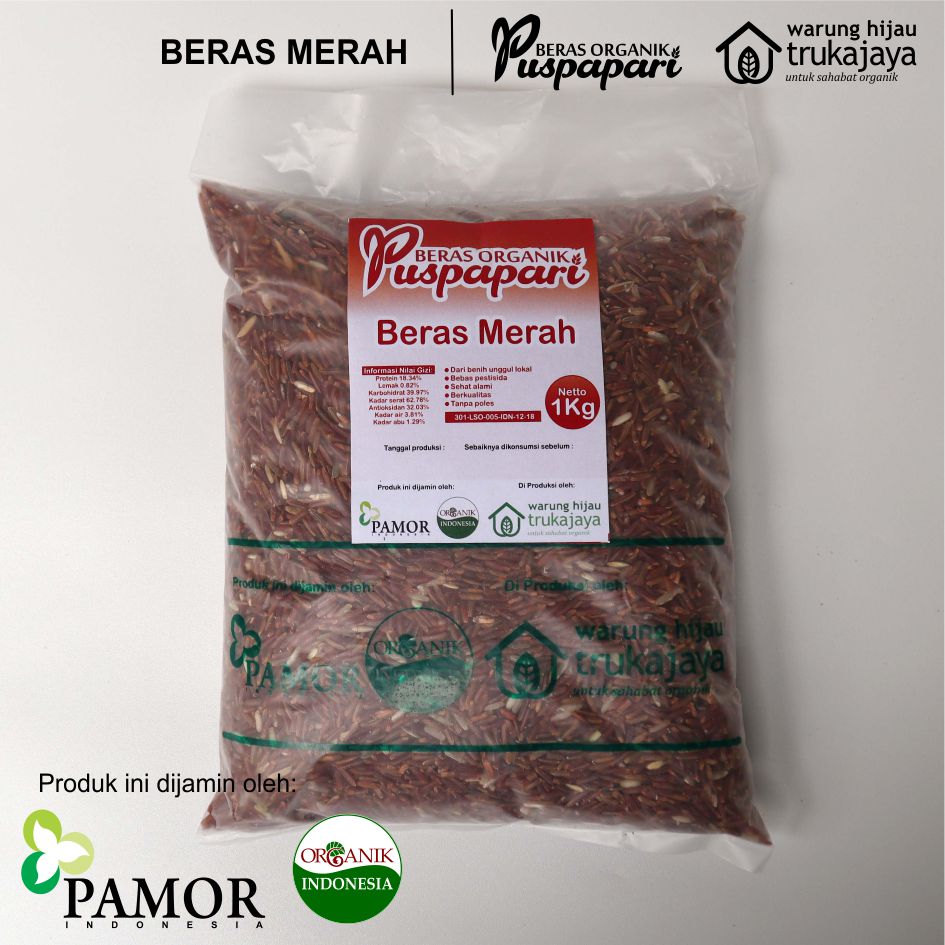 BERAS MERAH
BERAS ORGANIK
Puspapari
warung hijau
trukajaya
untuk sahabat organik
BERAS ORGANIK
Puspapari
Beras Merah
Informasi Nilai Gizi:
Protein 18.34%
Lemak 0.82%
Karbohidrat 39.97%
Kadar serat 62.78%
Antioksidan 32.03%
Kadar air 3.81%
Kadar abu 1.29%
Dari benih unggul lokal
Bebas pestisida
Sehat alami
Berkualitas
Tanpa poles
301-LSO-005-IDN-12-18
Netto
1Kg
Tanggal produksi :
Sebaiknya dikonsumsi sebelum :
Produk ini dijamin oleh:
Di Produksi oleh:
PAMOR
INDONESIA
ORGANIK
INDONESIA
warung hijau
trukajaya
untuk sahabat organik
Produk ini dijamin oleh:
Di Produksi oleh:
PAMOR
ORGANIK
INDONESIA
warung hijau
trukajaya
untuk sahabat organik
Produk ini dijamin oleh:
PAMOR
INDONESIA
ORGANIK
INDONESIA